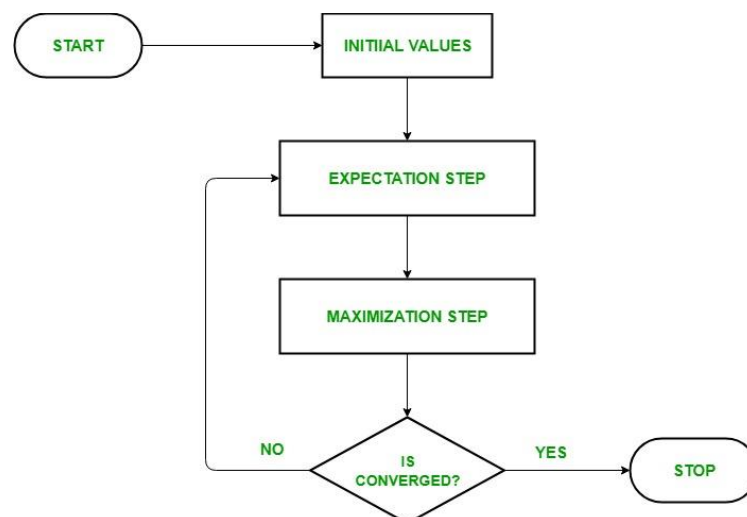 START
INITIIAL VALUES
EXPECTATION STEP
MAXIMIZATION STEP
NO
IS
CONVERGED?
YES
STOP